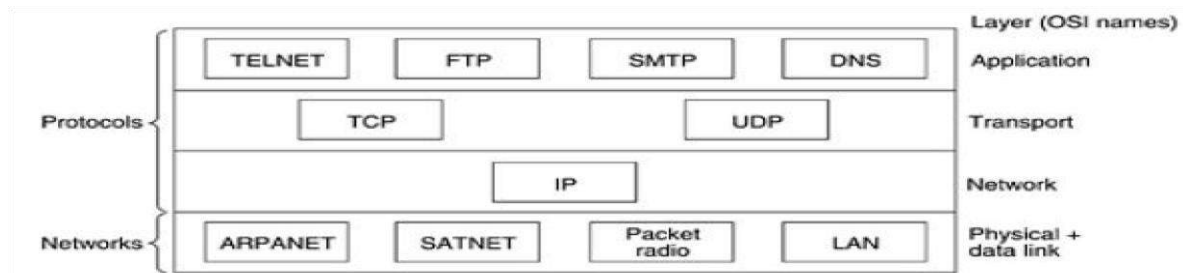 Layer (OSI names)
TELNET FTP SMTP DNS Application
Protocols TCP UDP Transport
IP Network
Networks ARPANET SATNET Packet radio LAN Physical + data link